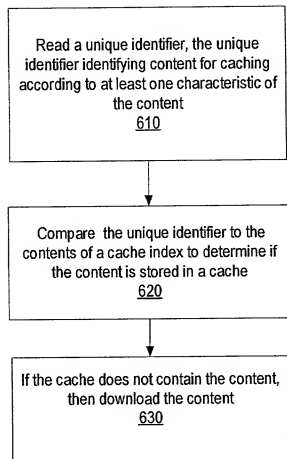 Read a unique identifier, the unique
identifier identifying content for caching
according to at least one characteristic of
the content
610
Compare the unique identifier to the
contents of a cache index to determine if
the content is stored in a cache
620
If the cache does not contain the content,
then download the content
630